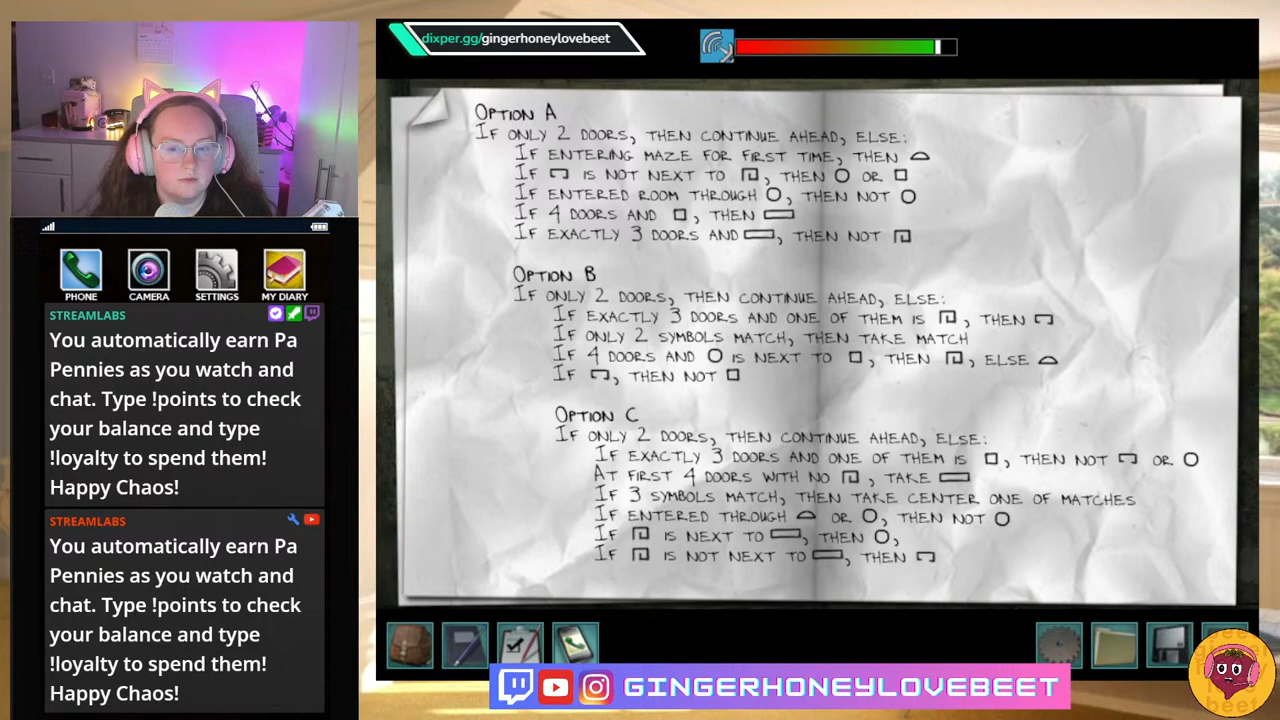 dixper.gg/gingerhoneylovebeet
PHONE
CAMERA
SETTINGS
MY DIARY
STREAMLABS
You automatically earn Pa
Pennies as you watch and
chat. Type !points to check
your balance and type
!loyalty to spend them!
Happy Chaos!
STREAMLABS
You automatically earn Pa
Pennies as you watch and
chat. Type !points to check
your balance and type
!loyalty to spend them!
Happy Chaos!
OPTION A
IF ONLY 2 DOORS, THEN CONTINUE AHEAD, ELSE:
IF ENTERING MAZE FOR FIRST TIME, THEN
IF IS NOT NEXT TO , THEN OR
IF ENTERED ROOM THROUGH , THEN NOT
IF 4 DOORS AND , THEN
IF EXACTLY 3 DOORS AND , THEN NOT
OPTION B
IF ONLY 2 DOORS, THEN CONTINUE AHEAD, ELSE:
IF EXACTLY 3 DOORS AND ONE OF THEM IS , THEN
IF ONLY 2 SYMBOLS MATCH, THEN TAKE MATCH
IF 4 DOORS AND IS NEXT TO , THEN , ELSE
IF , THEN NOT
OPTION C
IF ONLY 2 DOORS, THEN CONTINUE AHEAD, ELSE:
IF EXACTLY 3 DOORS AND ONE OF THEM IS , THEN NOT OR
AT FIRST 4 DOORS WITH NO , TAKE
IF 3 SYMBOLS MATCH, THEN TAKE CENTER ONE OF MATCHES
IF ENTERED THROUGH OR , THEN NOT
IF IS NEXT TO , THEN ,
IF IS NOT NEXT TO , THEN
GINGERHONEYLOVEBEET